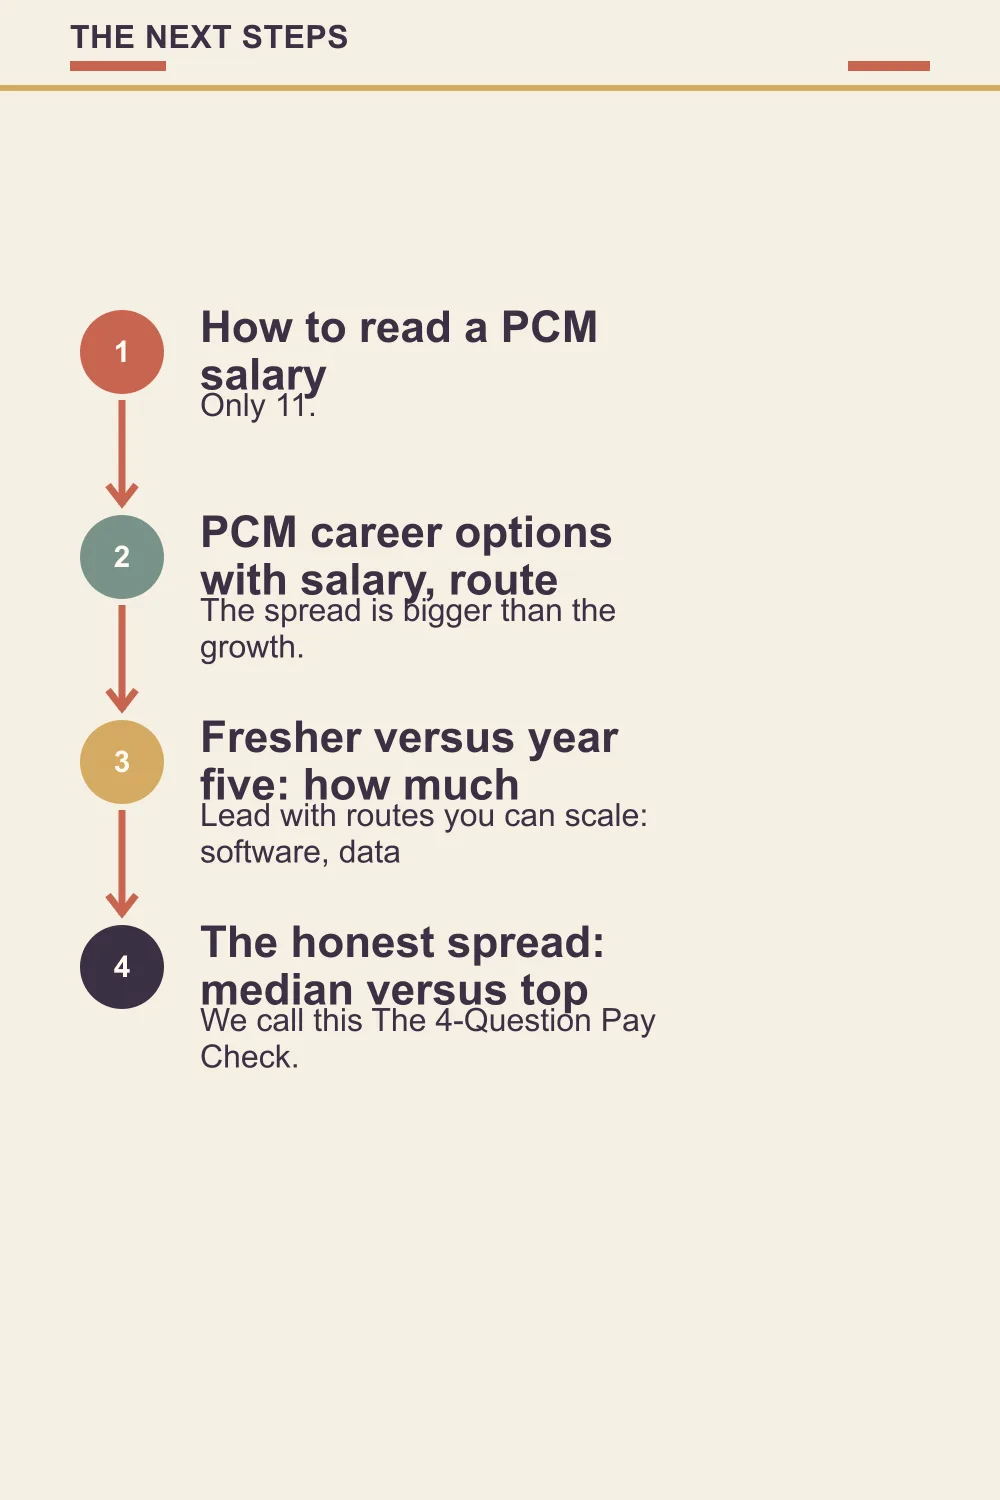 THE NEXT STEPS
1
How to read a PCM
salary
Only 11.
2
PCM career options
with salary, route
The spread is bigger than the
growth.
3
Fresher versus year
five: how much
Lead with routes you can scale:
software, data
4
The honest spread:
median versus top
We call this The 4-Question Pay
Check.